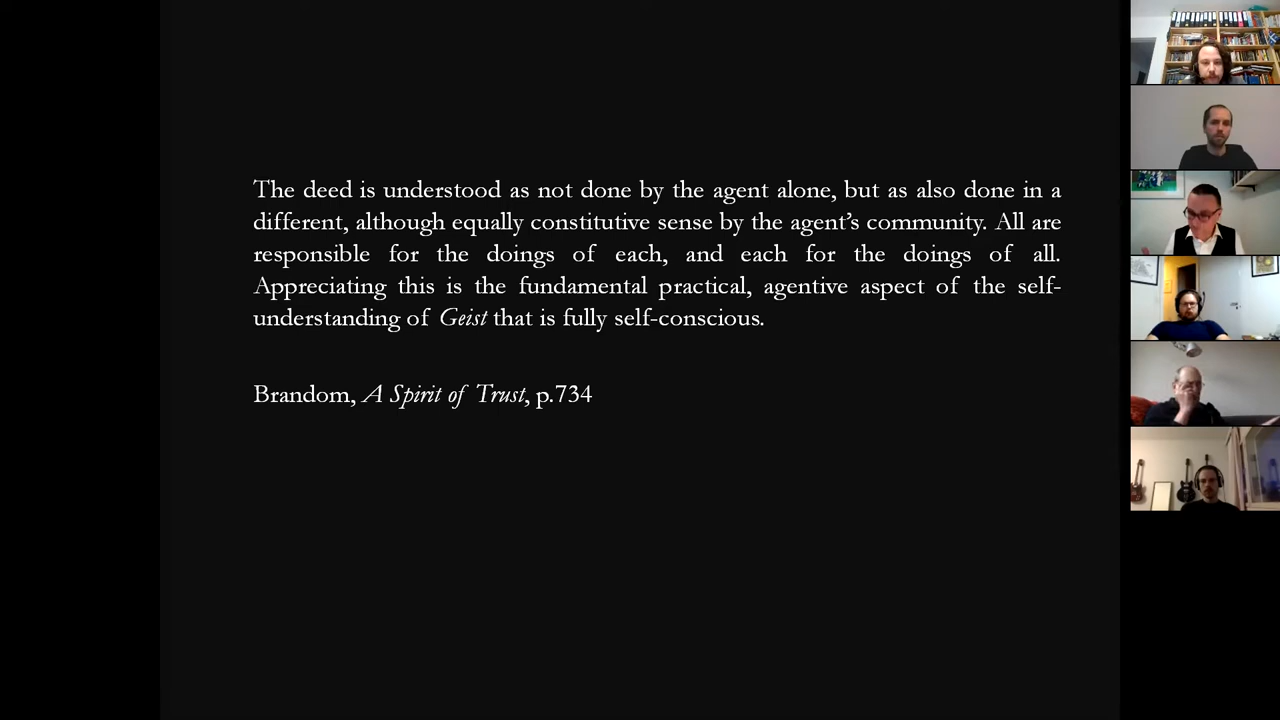 The deed is understood as not done by the agent alone, but as also done in a
different, although equally constitutive sense by the agent’s community. All are
responsible for the doings of each, and each for the doings of all.
Appreciating this is the fundamental practical, agentive aspect of the self-
understanding of Geist that is fully self-conscious.
Brandom, A Spirit of Trust, p.734